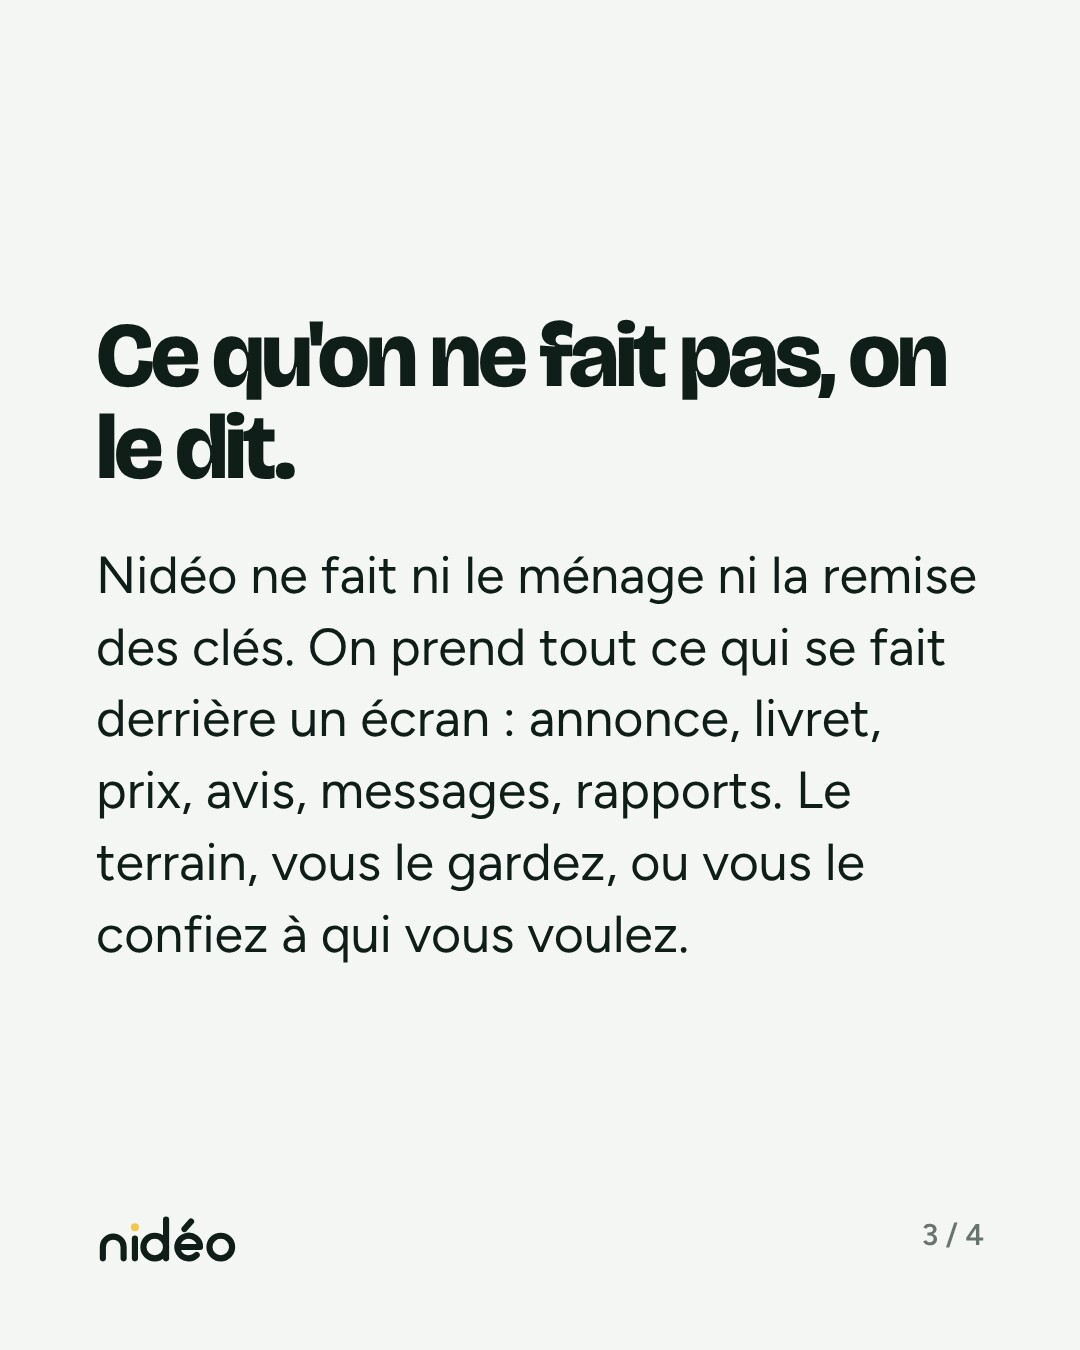 Ce qu'on ne fait pas, on
le dit.
Nidéo ne fait ni le ménage ni la remise
des clés. On prend tout ce qui se fait
derrière un écran : annonce, livret,
prix, avis, messages, rapports. Le
terrain, vous le gardez, ou vous le
confiez à qui vous voulez.
nidéo
3 / 4